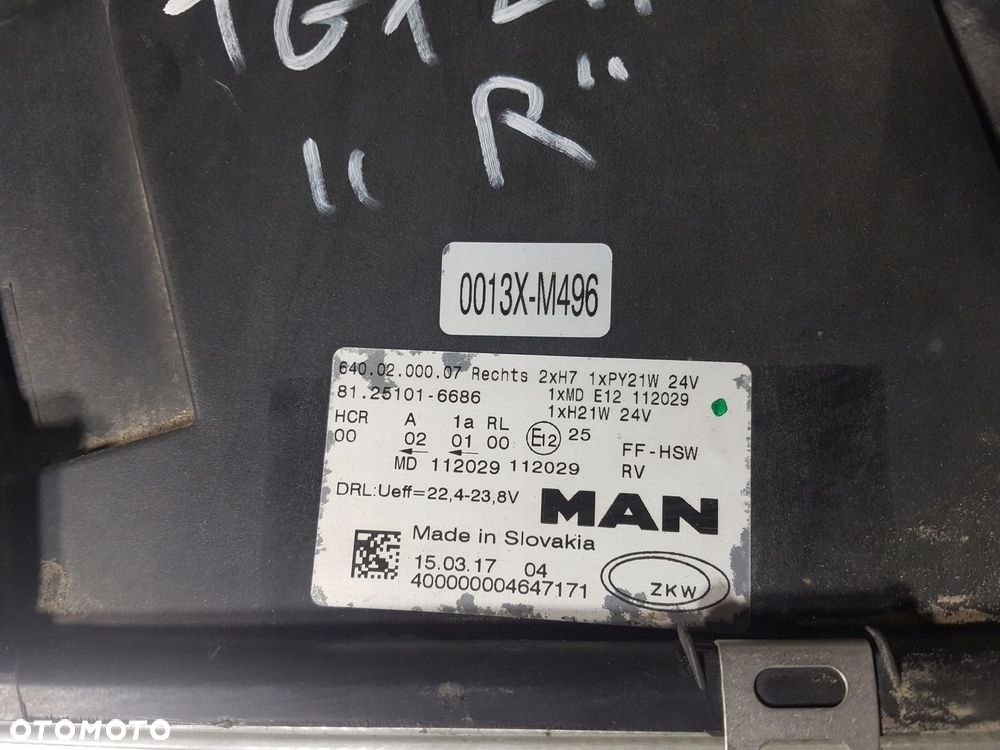 "R"
0013X-M496
640.02.000.07 Rechts 2xH7 1xPY21W 24V
81.25101-6686 1xMD E12 112029
1xH21W 24V
HCR A 1a RL
00 02 01 00 E12 25 FF-HSW
MD 112029 112029 RV
DRL:Ueff=22,4-23,8V MAN
Made in Slovakia
15.03.17 04
400000004647171 ZKW
OTOMOTO